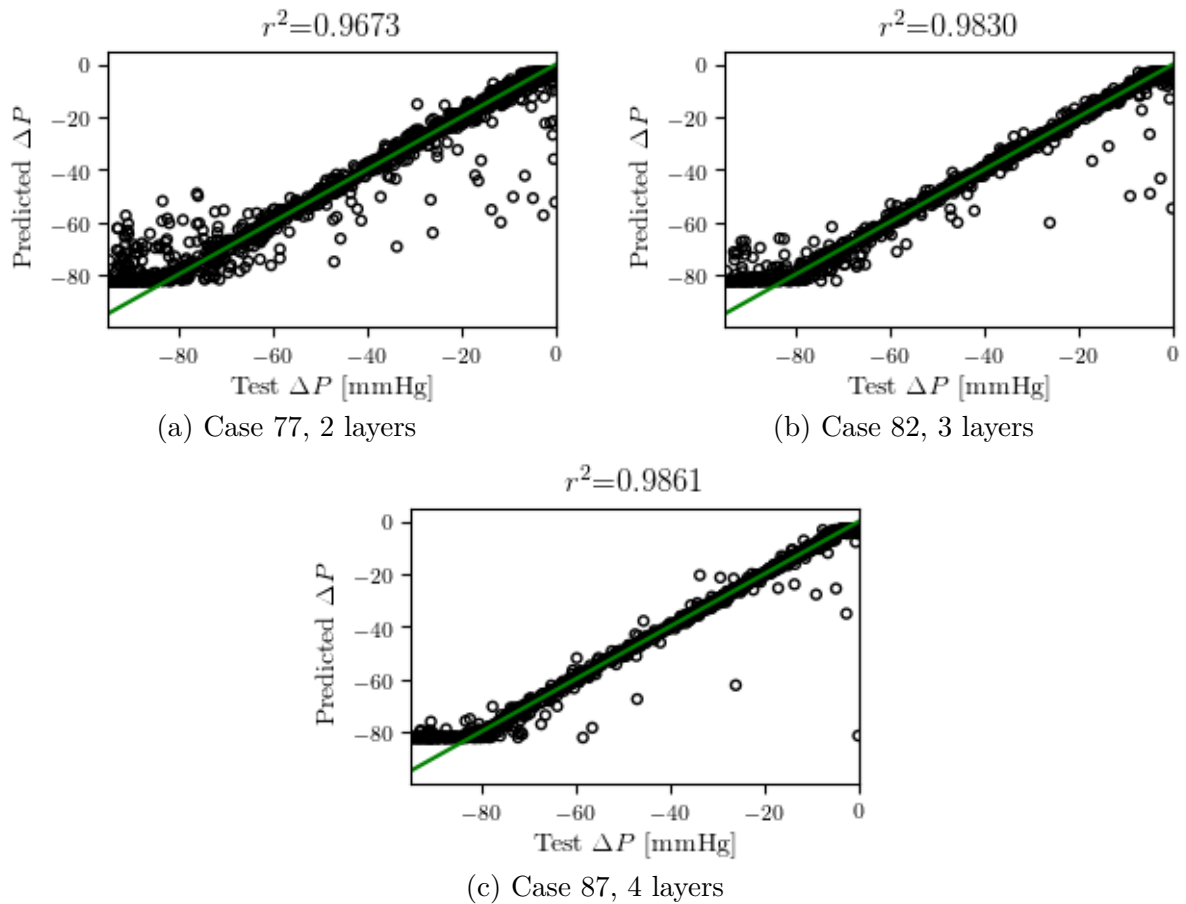 r²=0.9673
0
−20
−40
−60
−80
Predicted ΔP
−80 −60 −40 −20 0
Test ΔP [mmHg]
(a) Case 77, 2 layers
r²=0.9830
0
−20
−40
−60
−80
Predicted ΔP
−80 −60 −40 −20 0
Test ΔP [mmHg]
(b) Case 82, 3 layers
r²=0.9861
0
−20
−40
−60
−80
Predicted ΔP
−80 −60 −40 −20 0
Test ΔP [mmHg]
(c) Case 87, 4 layers